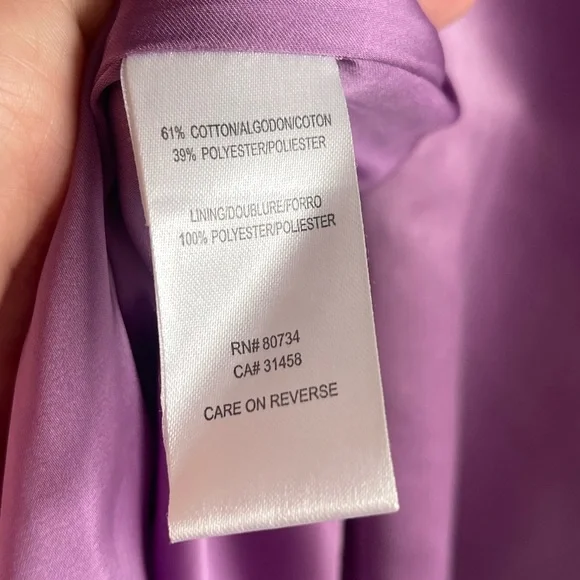 61% COTTON/ALGODON/COTON
39% POLYESTER/POLIESTER
LINING/DOUBLURE/FORRO
100% POLYESTER/POLIESTER
RN# 80734
CA# 31458
CARE ON REVERSE